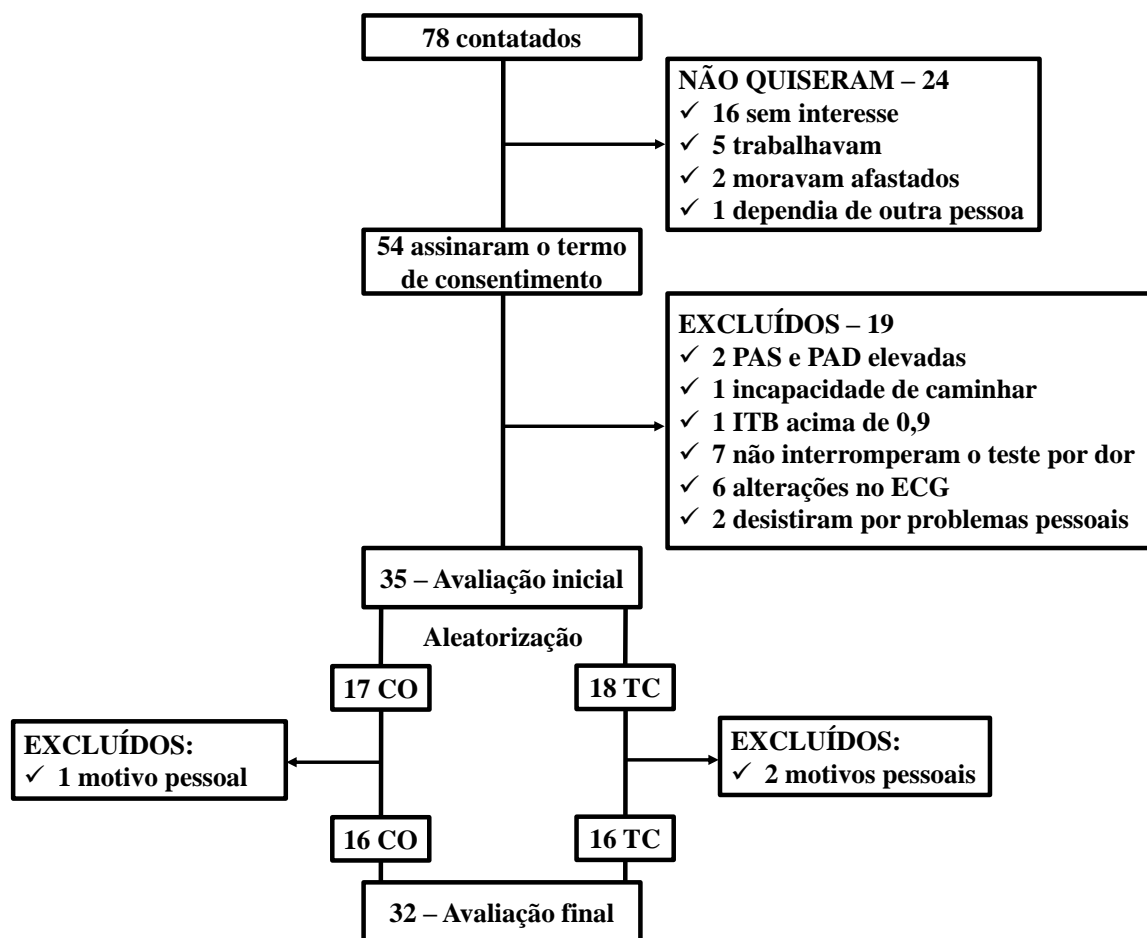 78 contatados
NÃO QUISERAM – 24
✓ 16 sem interesse
✓ 5 trabalhavam
✓ 2 moravam afastados
✓ 1 dependia de outra pessoa
54 assinaram o termo
de consentimento
EXCLUÍDOS – 19
✓ 2 PAS e PAD elevadas
✓ 1 incapacidade de caminhar
✓ 1 ITB acima de 0,9
✓ 7 não interromperam o teste por dor
✓ 6 alterações no ECG
✓ 2 desistiram por problemas pessoais
35 – Avaliação inicial
Aleatorização
17 CO
18 TC
EXCLUÍDOS:
✓ 1 motivo pessoal
EXCLUÍDOS:
✓ 2 motivos pessoais
16 CO
16 TC
32 – Avaliação final